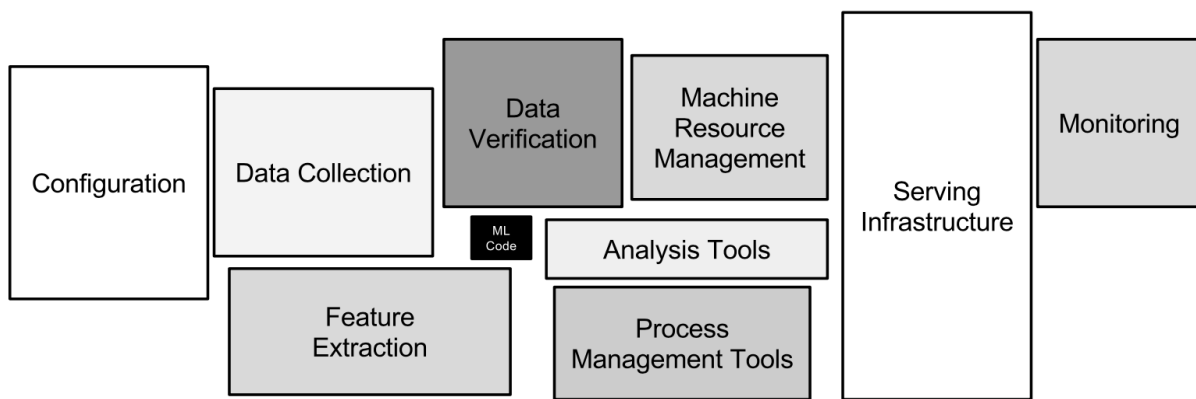 Configuration
Data Collection
Feature
Extraction
Data
Verification
ML
Code
Machine
Resource
Management
Analysis Tools
Process
Management Tools
Serving
Infrastructure
Monitoring